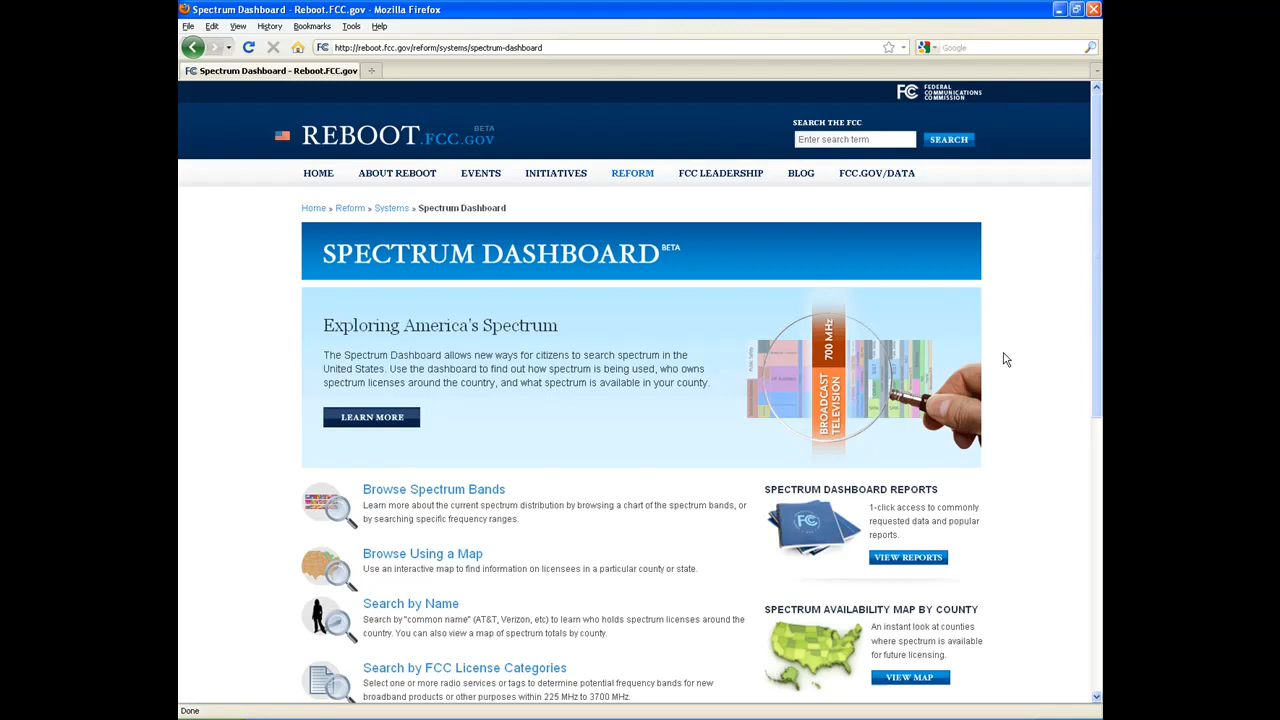 Spectrum Dashboard - Reboot.FCC.gov - Mozilla Firefox
File Edit View History Bookmarks Tools Help
http://reboot.fcc.gov/reform/systems/spectrum-dashboard
Google
Spectrum Dashboard - Reboot.FCC.gov
FC FEDERAL
COMMUNICATIONS
COMMISSION
SEARCH THE FCC
REBOOT.FCC.GOV BETA
Enter search term SEARCH
HOME ABOUT REBOOT EVENTS INITIATIVES REFORM FCC LEADERSHIP BLOG FCC.GOV/DATA
Home » Reform » Systems » Spectrum Dashboard
SPECTRUM DASHBOARD BETA
Exploring America's Spectrum
The Spectrum Dashboard allows new ways for citizens to search spectrum in the
United States. Use the dashboard to find out how spectrum is being used, who owns
spectrum licenses around the country, and what spectrum is available in your county.
LEARN MORE
700 MHz
BROADCAST
TELEVISION
Browse Spectrum Bands
Learn more about the current spectrum distribution by browsing a chart of the spectrum bands, or
by searching specific frequency ranges.
Browse Using a Map
Use an interactive map to find information on licensees in a particular county or state.
Search by Name
Search by "common name" (AT&T, Verizon, etc) to learn who holds spectrum licenses around the
country. You can also view a map of spectrum totals by county.
Search by FCC License Categories
Select one or more radio services or tags to determine potential frequency bands for new
broadband products or other purposes within 225 MHz to 3700 MHz.
SPECTRUM DASHBOARD REPORTS
1-click access to commonly
requested data and popular
reports.
VIEW REPORTS
SPECTRUM AVAILABILITY MAP BY COUNTY
An instant look at counties
where spectrum is available
for future licensing.
VIEW MAP
Done